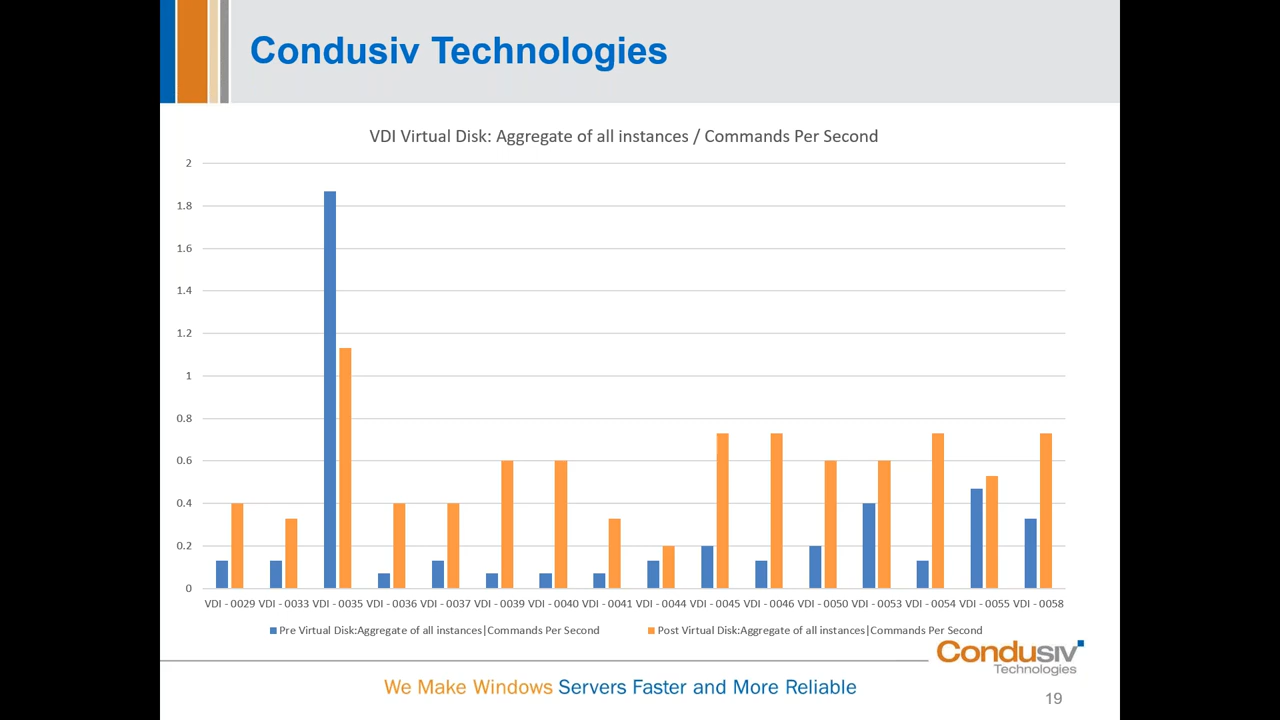 Condusiv Technologies
VDI Virtual Disk: Aggregate of all instances / Commands Per Second
2
1.8
1.6
1.4
1.2
1
0.8
0.6
0.4
0.2
0
VDI - 0029 VDI - 0033 VDI - 0035 VDI - 0036 VDI - 0037 VDI - 0039 VDI - 0040 VDI - 0041 VDI - 0044 VDI - 0045 VDI - 0046 VDI - 0050 VDI - 0053 VDI - 0054 VDI - 0055 VDI - 0058
Pre Virtual Disk:Aggregate of all instances|Commands Per Second Post Virtual Disk:Aggregate of all instances|Commands Per Second
Condusiv
Technologies
We Make Windows Servers Faster and More Reliable
19